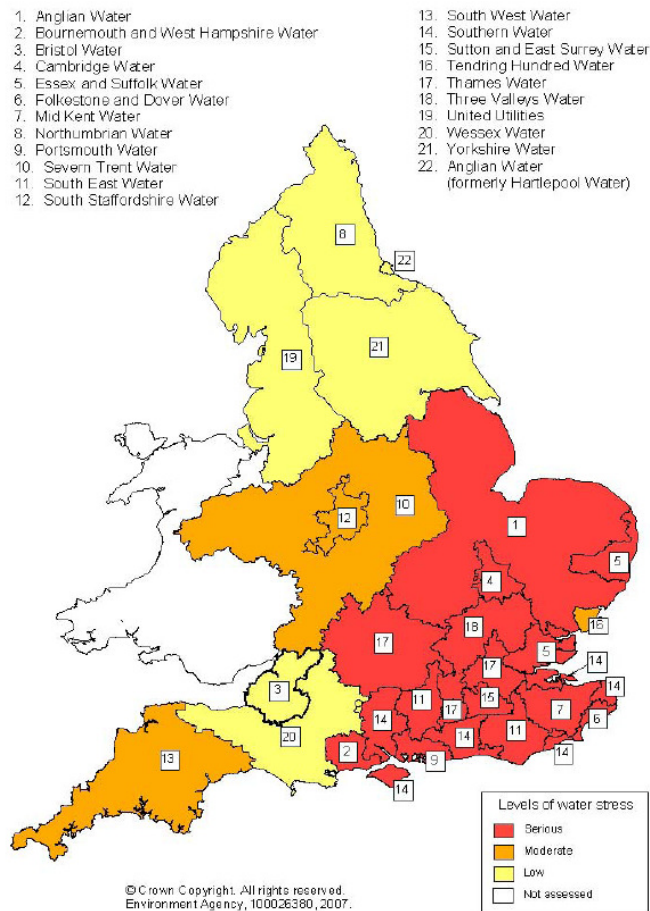 1. Anglian Water
2. Bournemouth and West Hampshire Water
3. Bristol Water
4. Cambridge Water
5. Essex and Suffolk Water
6. Folkestone and Dover Water
7. Mid Kent Water
8. Northumbrian Water
9. Portsmouth Water
10. Severn Trent Water
11. South East Water
12. South Staffordshire Water
13. South West Water
14. Southern Water
15. Sutton and East Surrey Water
16. Tendring Hundred Water
17. Thames Water
18. Three Valleys Water
19. United Utilities
20. Wessex Water
21. Yorkshire Water
22. Anglian Water
(formerly Hartlepool Water)
8
22
21
19
10
12
1
5
4
16
18
17
5
14
17
3
14
11
15
7
17
6
14
20
14
11
2
9
14
13
14
Levels of water stress
Serious
Moderate
Low
Not assessed
© Crown Copyright. All rights reserved.
Environment Agency, 100026380, 2007.